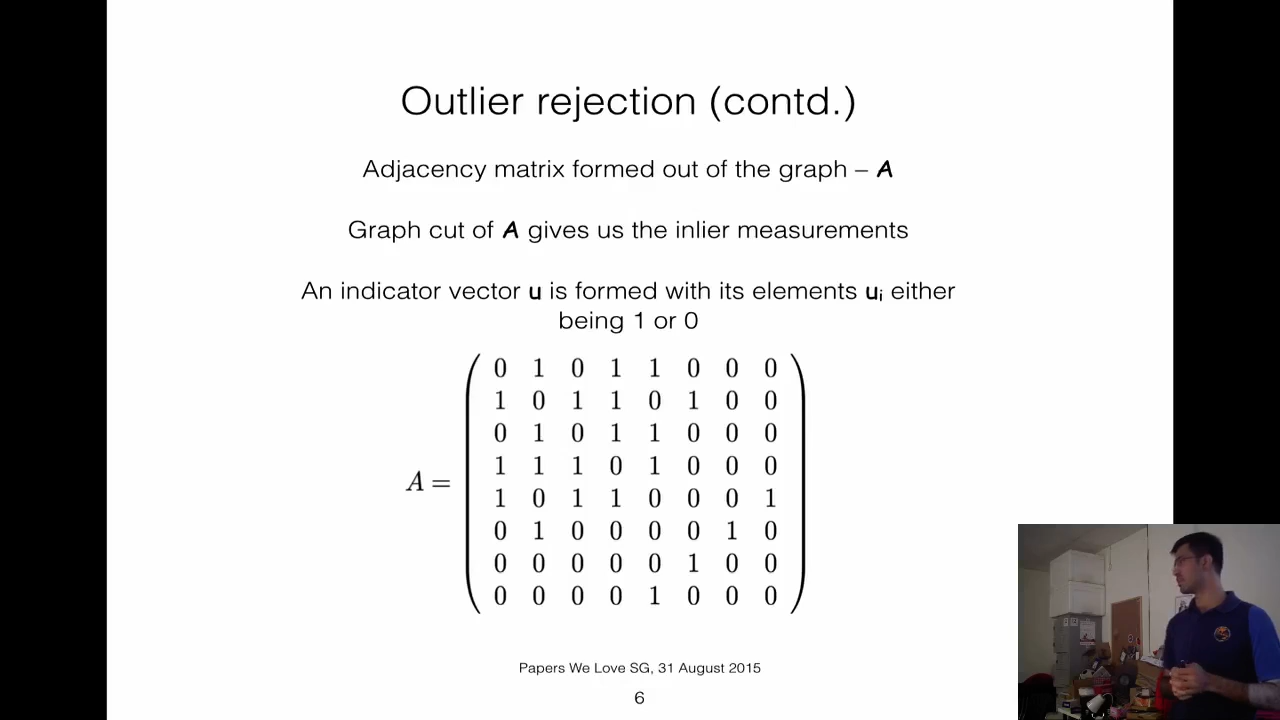 Outlier rejection (contd.)
Adjacency matrix formed out of the graph – A
Graph cut of A gives us the inlier measurements
An indicator vector u is formed with its elements uᵢ either
being 1 or 0
0 1 0 1 1 0 0 0
1 0 1 1 0 1 0 0
0 1 0 1 1 0 0 0
1 1 1 0 1 0 0 0
A =
1 0 1 1 0 0 0 1
0 1 0 0 0 0 1 0
0 0 0 0 0 1 0 0
0 0 0 0 1 0 0 0
Papers We Love SG, 31 August 2015
6